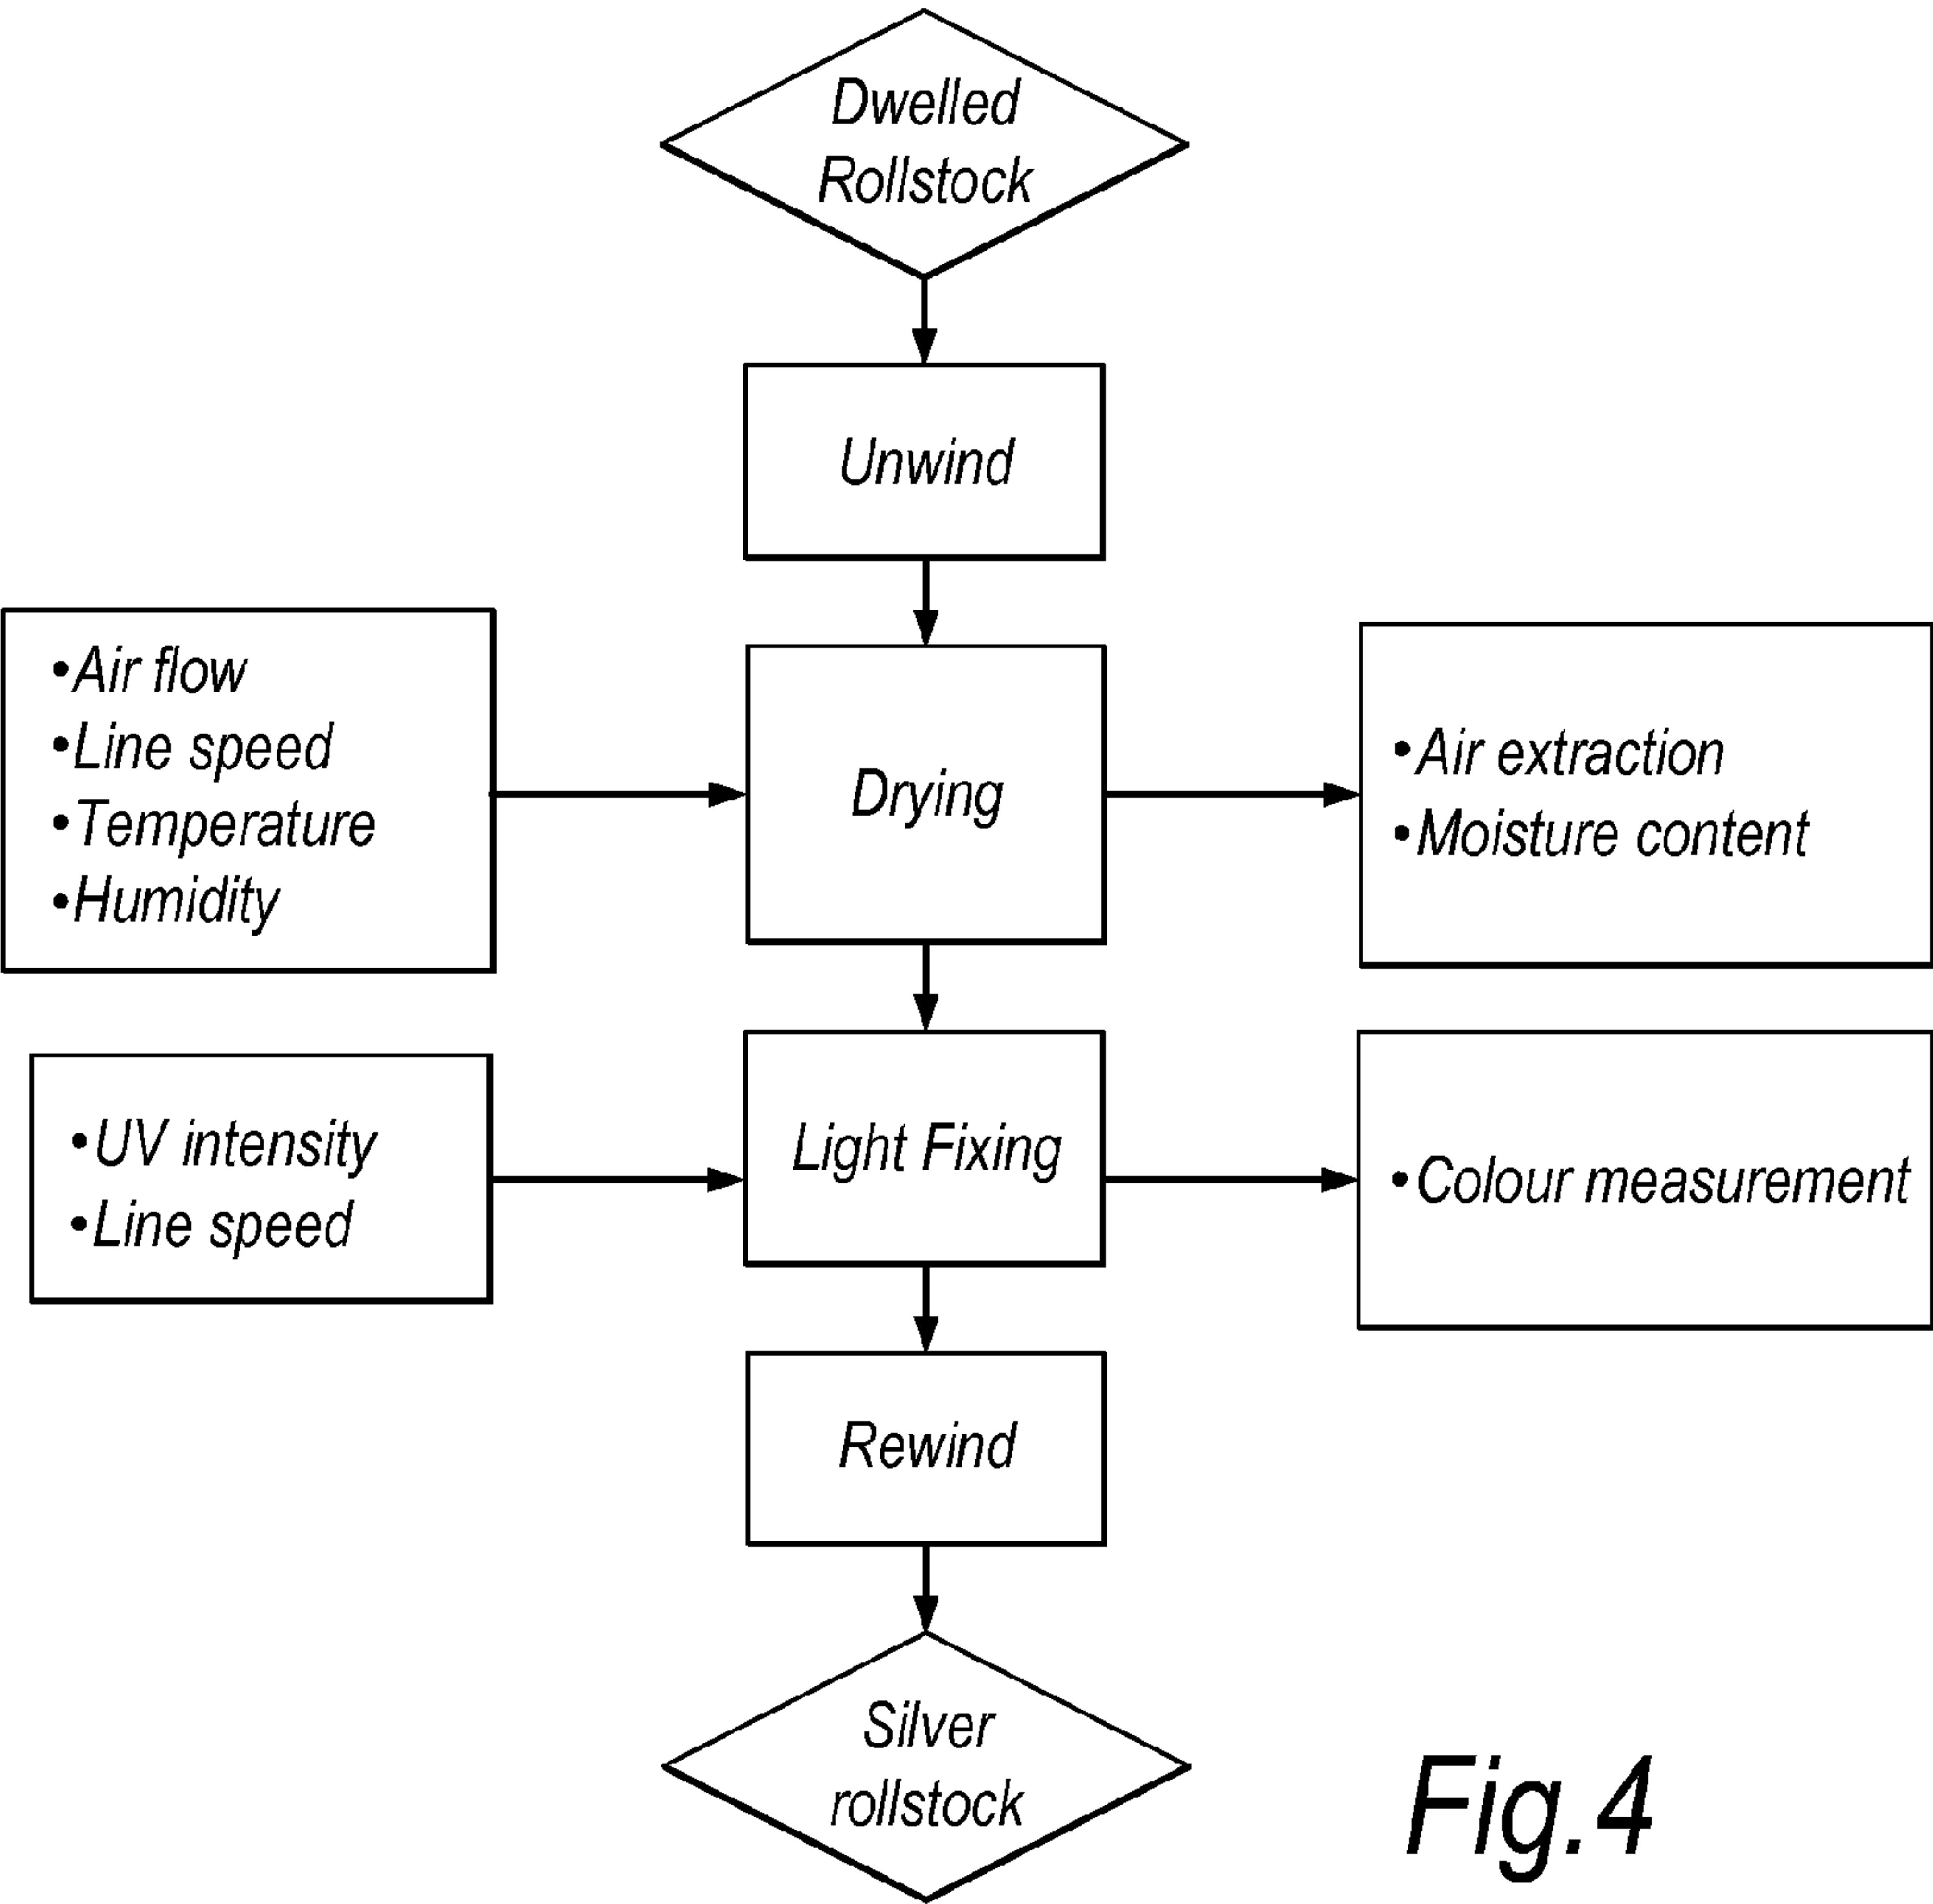 Dwelled
Rollstock
Unwind
•Air flow
•Line speed
•Temperature
•Humidity
Drying
•Air extraction
•Moisture content
•UV intensity
•Line speed
Light Fixing
•Colour measurement
Rewind
Silver
rollstock
Fig.4